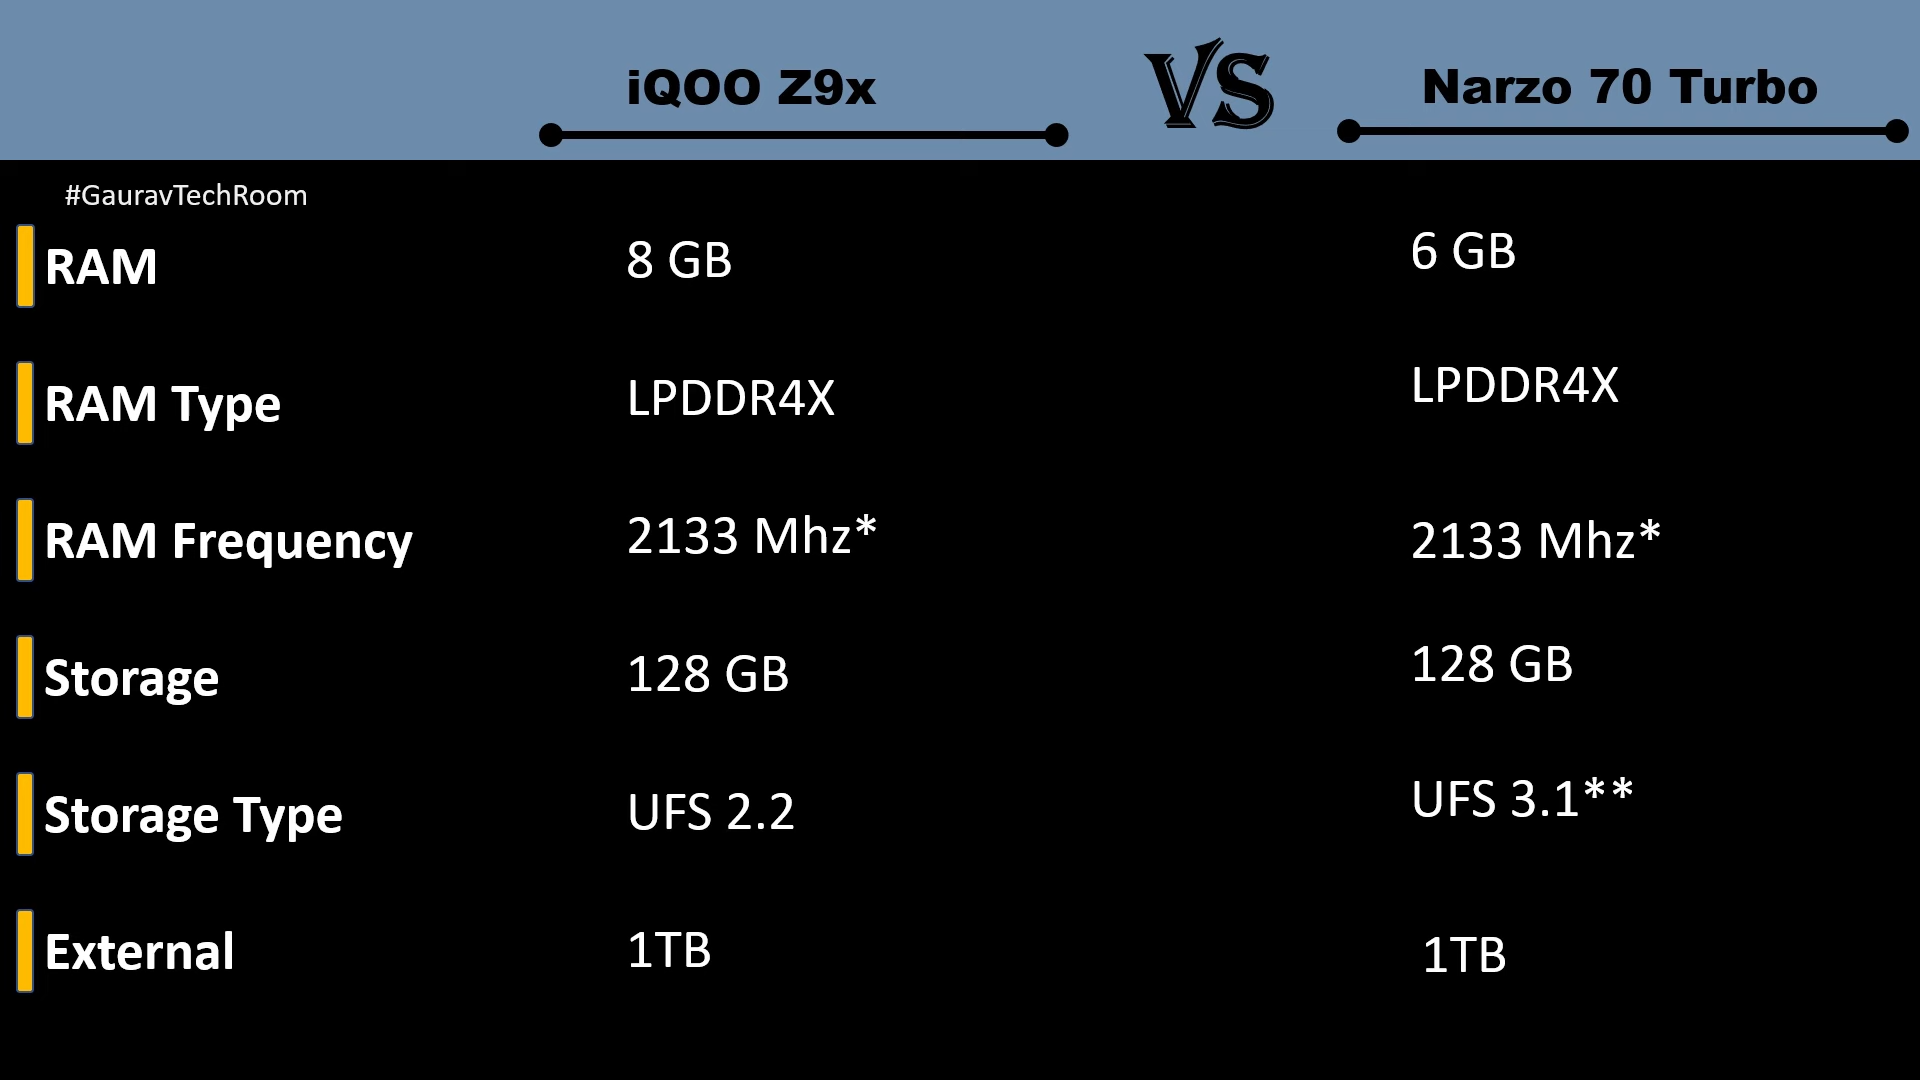 iQOO Z9x VS Narzo 70 Turbo
#GauravTechRoom
RAM 8 GB 6 GB
RAM Type LPDDR4X LPDDR4X
RAM Frequency 2133 Mhz* 2133 Mhz*
Storage 128 GB 128 GB
Storage Type UFS 2.2 UFS 3.1**
External 1TB 1TB